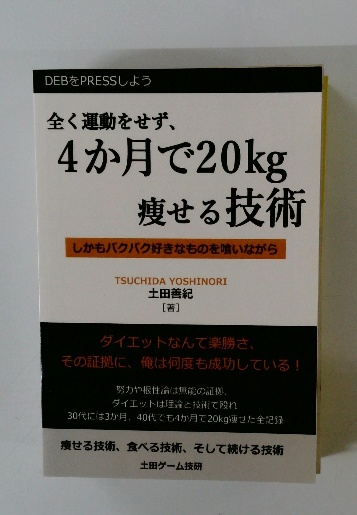 DEBをPRESSしよう
全く運動をせず、
4か月で20kg
痩せる技術
しかもパクパク好きなものを喰いながら
TSUCHIDA YOSHINORI
土田善紀
[著]
ダイエットなんて楽勝さ、
その証拠に、俺は何度も成功している！
努力や根性論は無能の証拠、
ダイエットは理論と技術で殴れ
30代には3か月、40代でも4か月で20kg痩せた全記録
痩せる技術、食べる技術、そして続ける技術
土田ゲーム技研